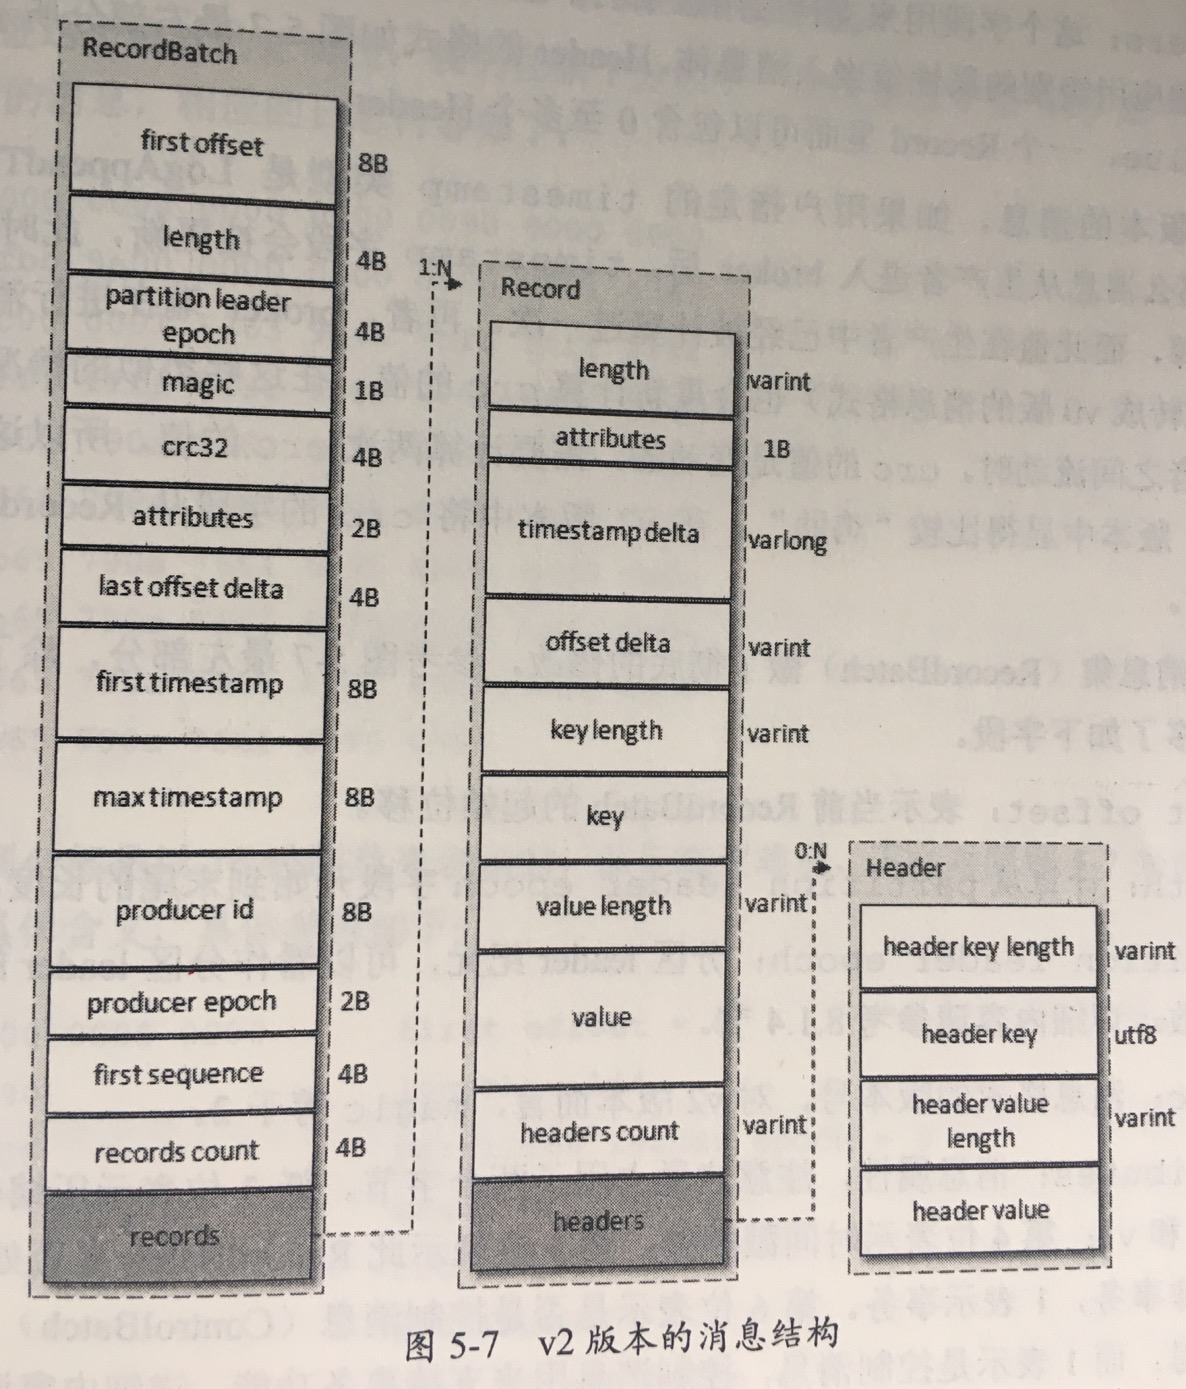 RecordBatch
first offset
8B
length
4B
partition leader
epoch
4B
magic
1B
crc32
4B
attributes
2B
last offset delta
4B
first timestamp
8B
max timestamp
8B
producer id
8B
producer epoch
2B
first sequence
4B
records count
4B
records
1:N
Record
length
varint
attributes
1B
timestamp delta
varlong
offset delta
varint
key length
varint
key
value length
varint
value
headers count
varint
headers
0:N
Header
header key length
varint
header key
utf8
header value
length
varint
header value
图 5-7 v2 版本的消息结构